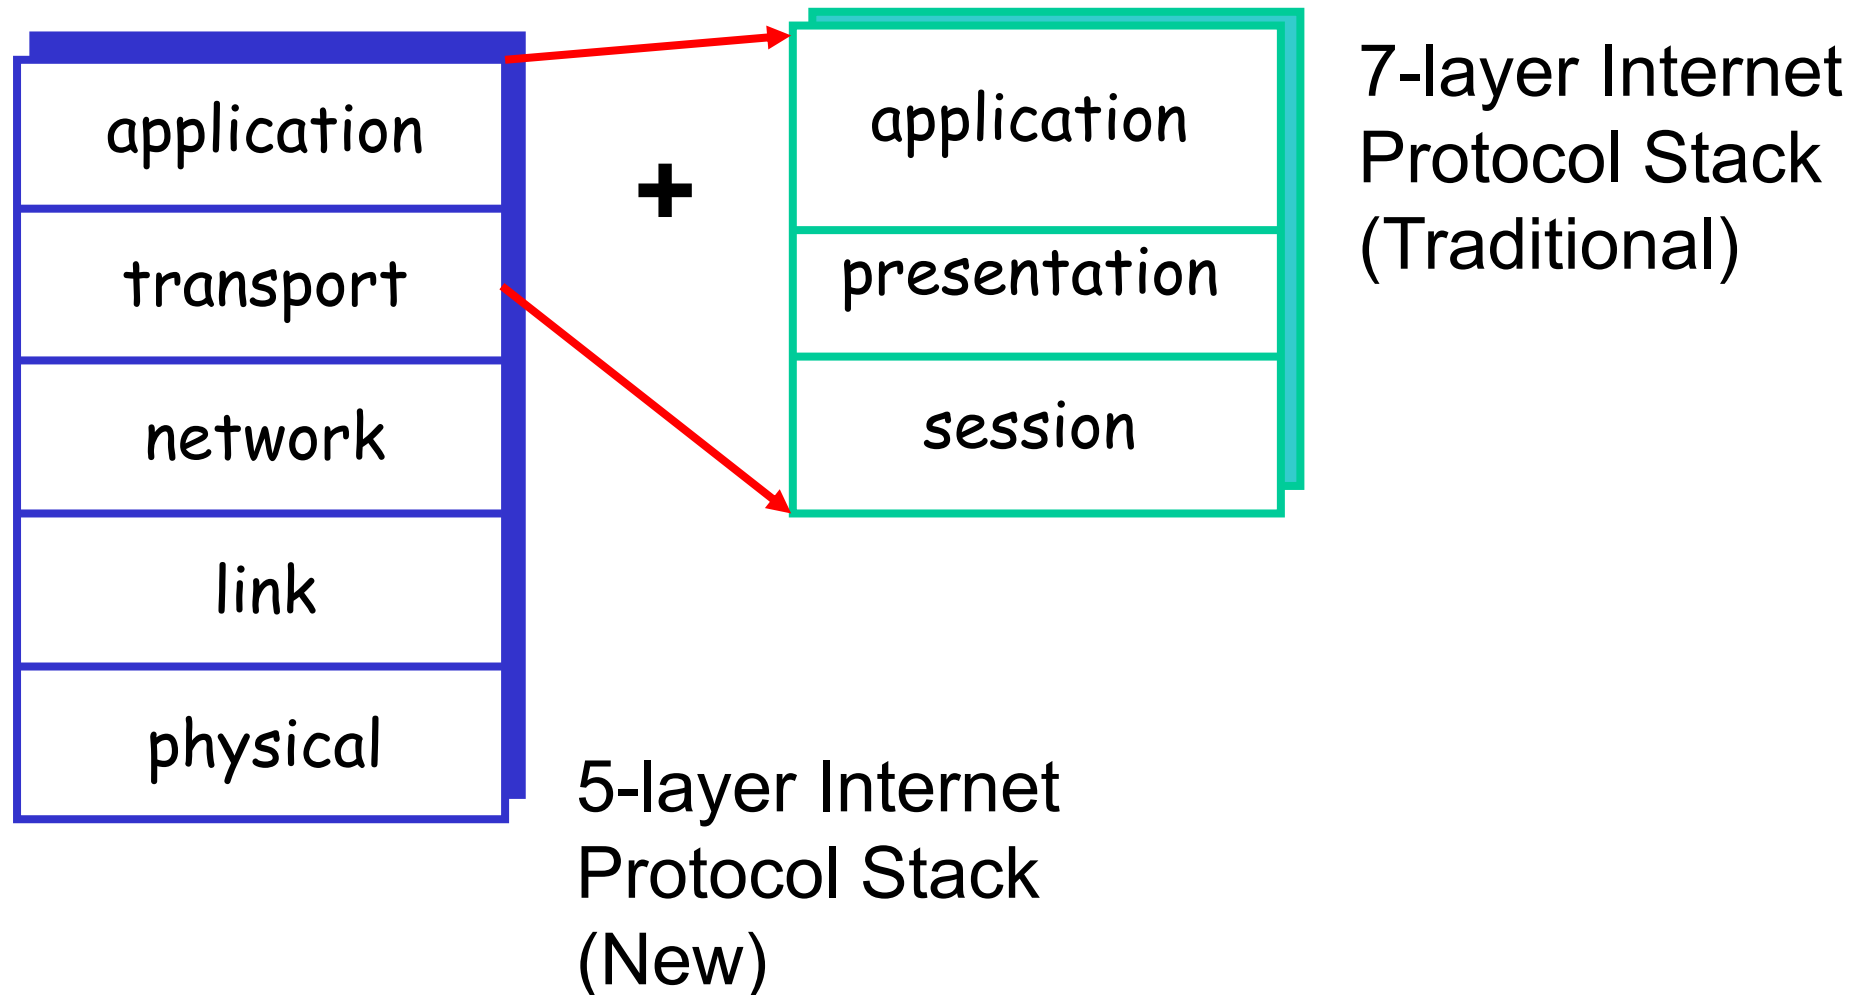 application
transport
network
link
physical
+
application
presentation
session
7-layer Internet
Protocol Stack
(Traditional)
5-layer Internet
Protocol Stack
(New)